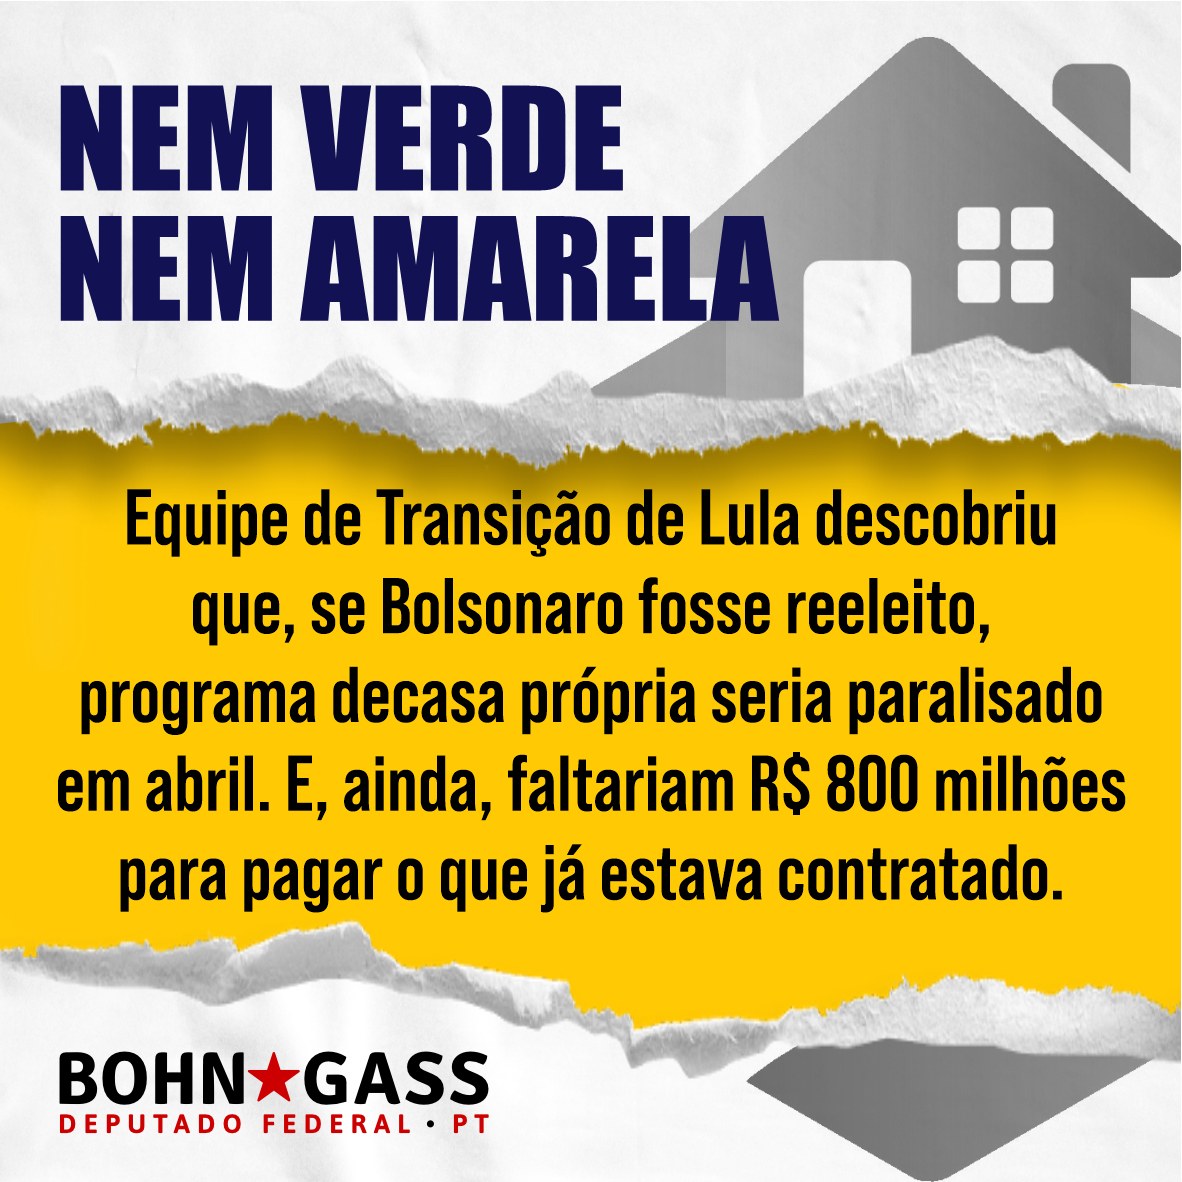 NEM VERDE
NEM AMARELA
Equipe de Transição de Lula descobriu
que, se Bolsonaro fosse reeleito,
programa decasa própria seria paralisado
em abril. E, ainda, faltariam R$ 800 milhões
para pagar o que já estava contratado.
BOHN★GASS
DEPUTADO FEDERAL • PT